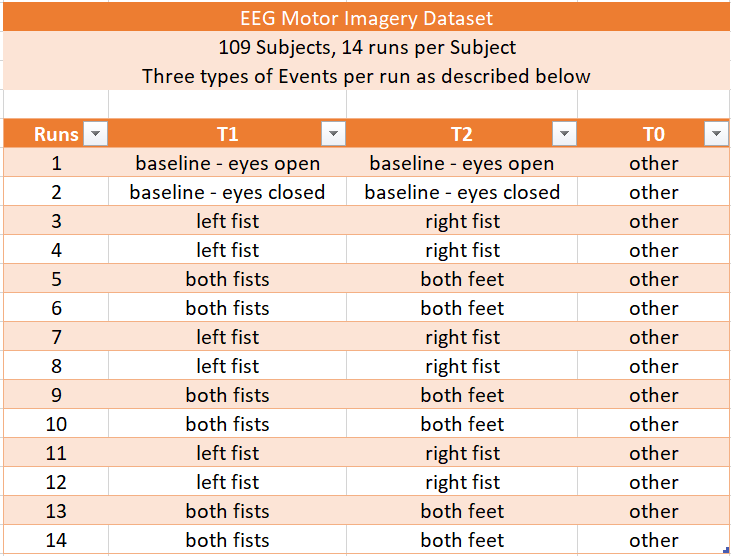 EEG Motor Imagery Dataset
109 Subjects, 14 runs per Subject
Three types of Events per run as described below
Runs T1 T2 T0
1 baseline - eyes open baseline - eyes open other
2 baseline - eyes closed baseline - eyes closed other
3 left fist right fist other
4 left fist right fist other
5 both fists both feet other
6 both fists both feet other
7 left fist right fist other
8 left fist right fist other
9 both fists both feet other
10 both fists both feet other
11 left fist right fist other
12 left fist right fist other
13 both fists both feet other
14 both fists both feet other